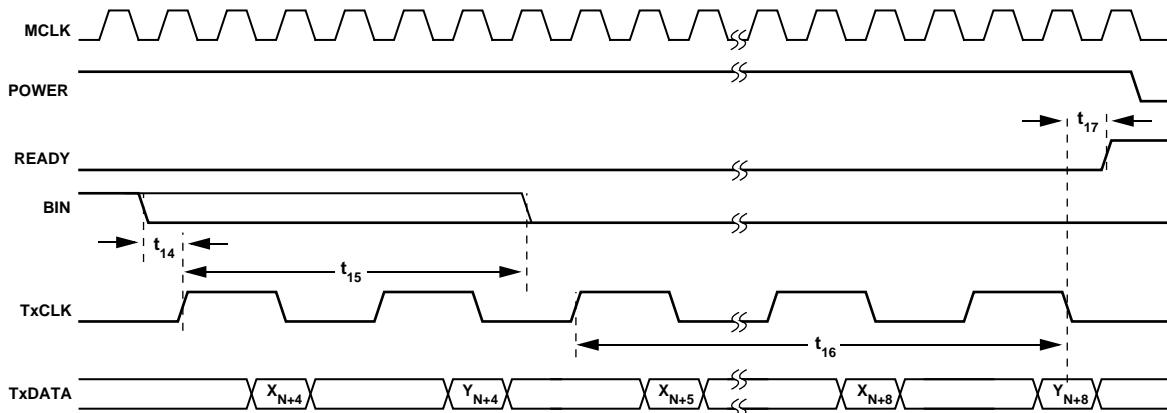 MCLK
POWER
t17
READY
BIN
t14
t15
TxCLK
t16
TxDATA XN+4 YN+4 XN+5 XN+8 YN+8